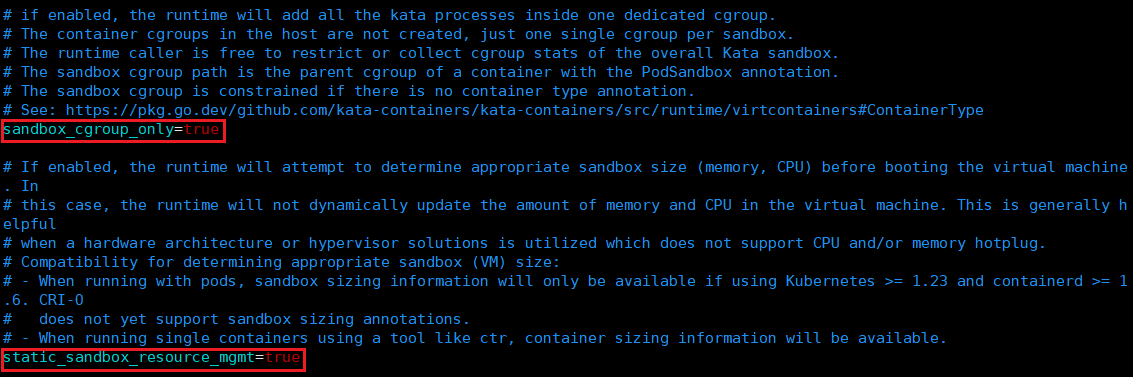 # if enabled, the runtime will add all the kata processes inside one dedicated cgroup.
# The container cgroups in the host are not created, just one single cgroup per sandbox.
# The runtime caller is free to restrict or collect cgroup stats of the overall Kata sandbox.
# The sandbox cgroup path is the parent cgroup of a container with the PodSandbox annotation.
# The sandbox cgroup is constrained if there is no container type annotation.
# See: https://pkg.go.dev/github.com/kata-containers/kata-containers/src/runtime/virtcontainers#ContainerType
sandbox_cgroup_only=true
# If enabled, the runtime will attempt to determine appropriate sandbox size (memory, CPU) before booting the virtual machine
. In
# this case, the runtime will not dynamically update the amount of memory and CPU in the virtual machine. This is generally h
elpful
# when a hardware architecture or hypervisor solutions is utilized which does not support CPU and/or memory hotplug.
# Compatibility for determining appropriate sandbox (VM) size:
# - When running with pods, sandbox sizing information will only be available if using Kubernetes >= 1.23 and containerd >= 1
.6. CRI-O
#   does not yet support sandbox sizing annotations.
# - When running single containers using a tool like ctr, container sizing information will be available.
static_sandbox_resource_mgmt=true